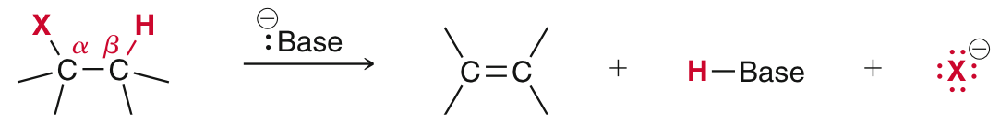 X α β H
C–C
⊖
:Base
C=C + H—Base + :X: ⊖